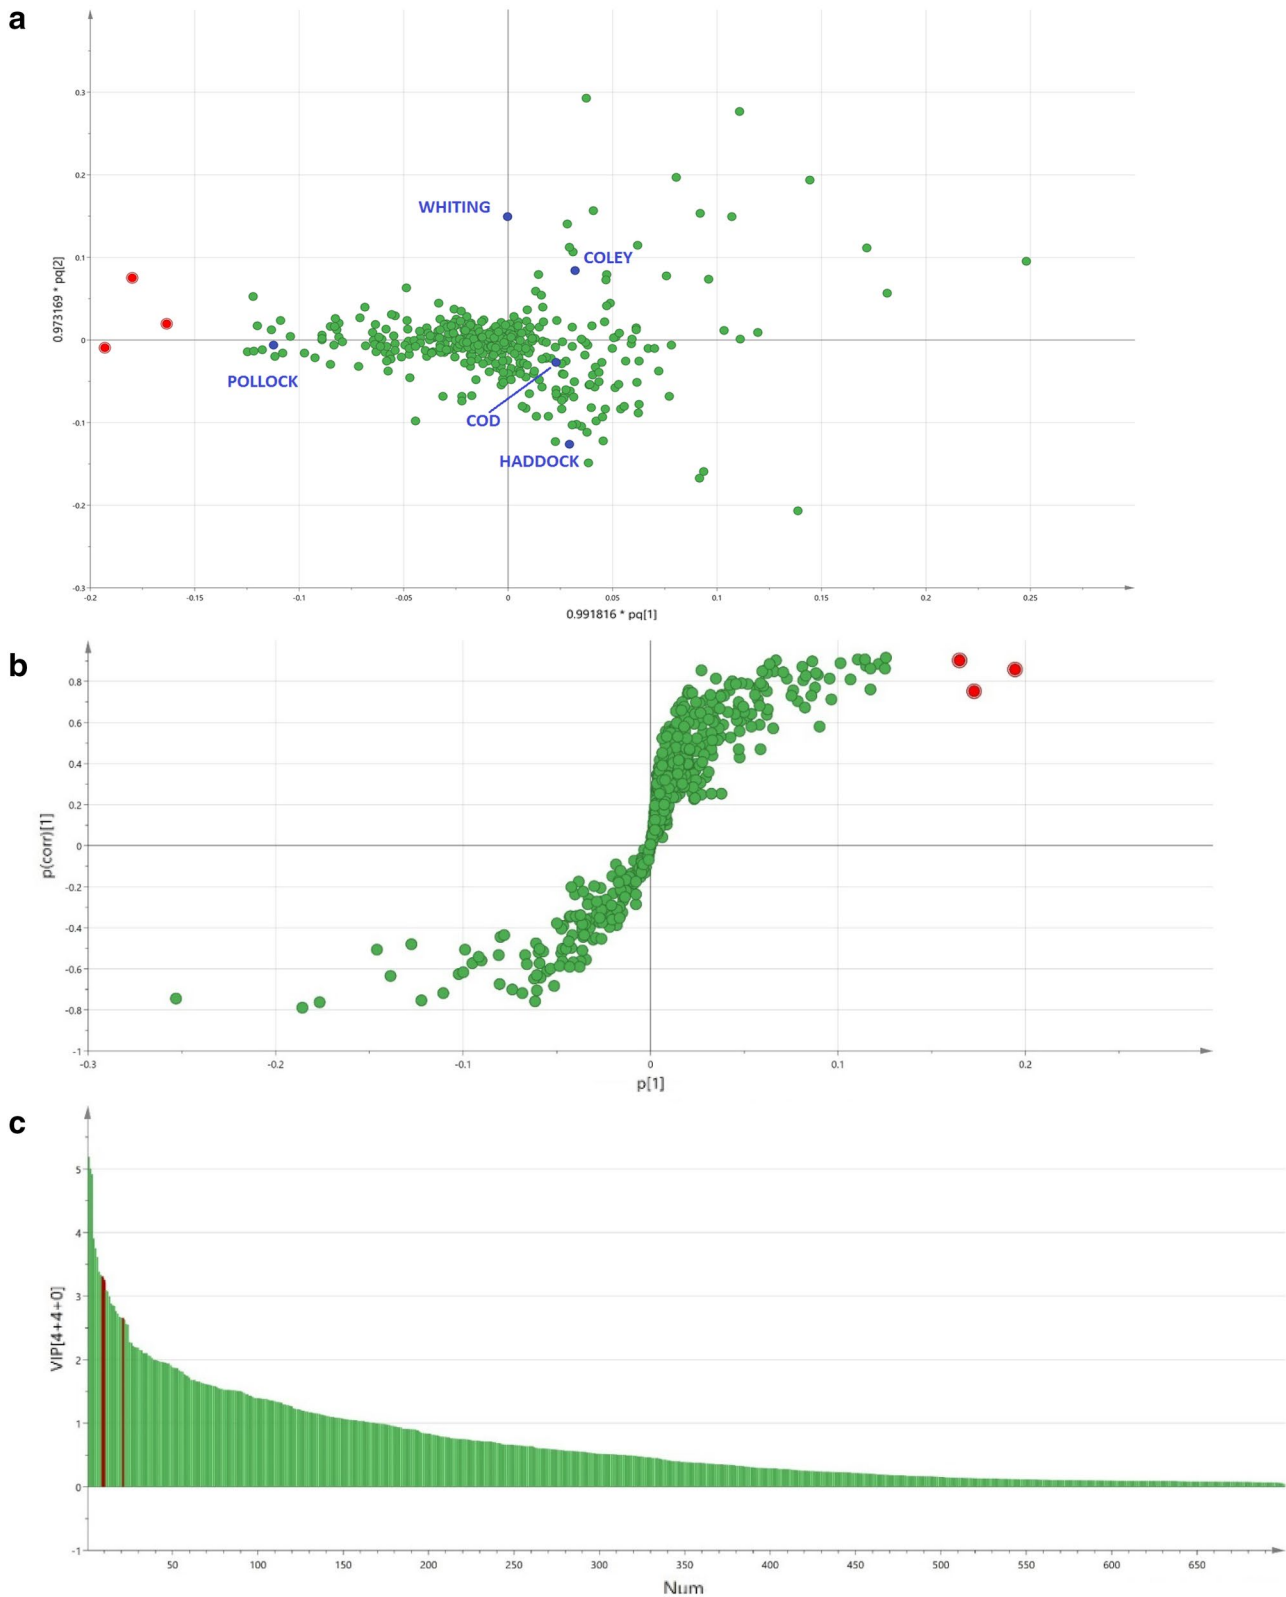 a
0.3
0.2
WHITING
0.1
COLEY
0.973169 * pq[2]
0
POLLOCK
COD
-0.1
HADDOCK
-0.2
-0.3
-0.2 -0.15 -0.1 -0.05 0 0.05 0.1 0.15 0.2 0.25
0.991816 * pq[1]
b
0.8
0.6
0.4
0.2
p(corr)[1]
0
-0.2
-0.4
-0.6
-0.8
-1
-0.3 -0.2 -0.1 0 0.1 0.2
p[1]
c
5
4
3
VIP[4+4+0]
2
1
0
-1
50 100 150 200 250 300 350 400 450 500 550 600 650
Num